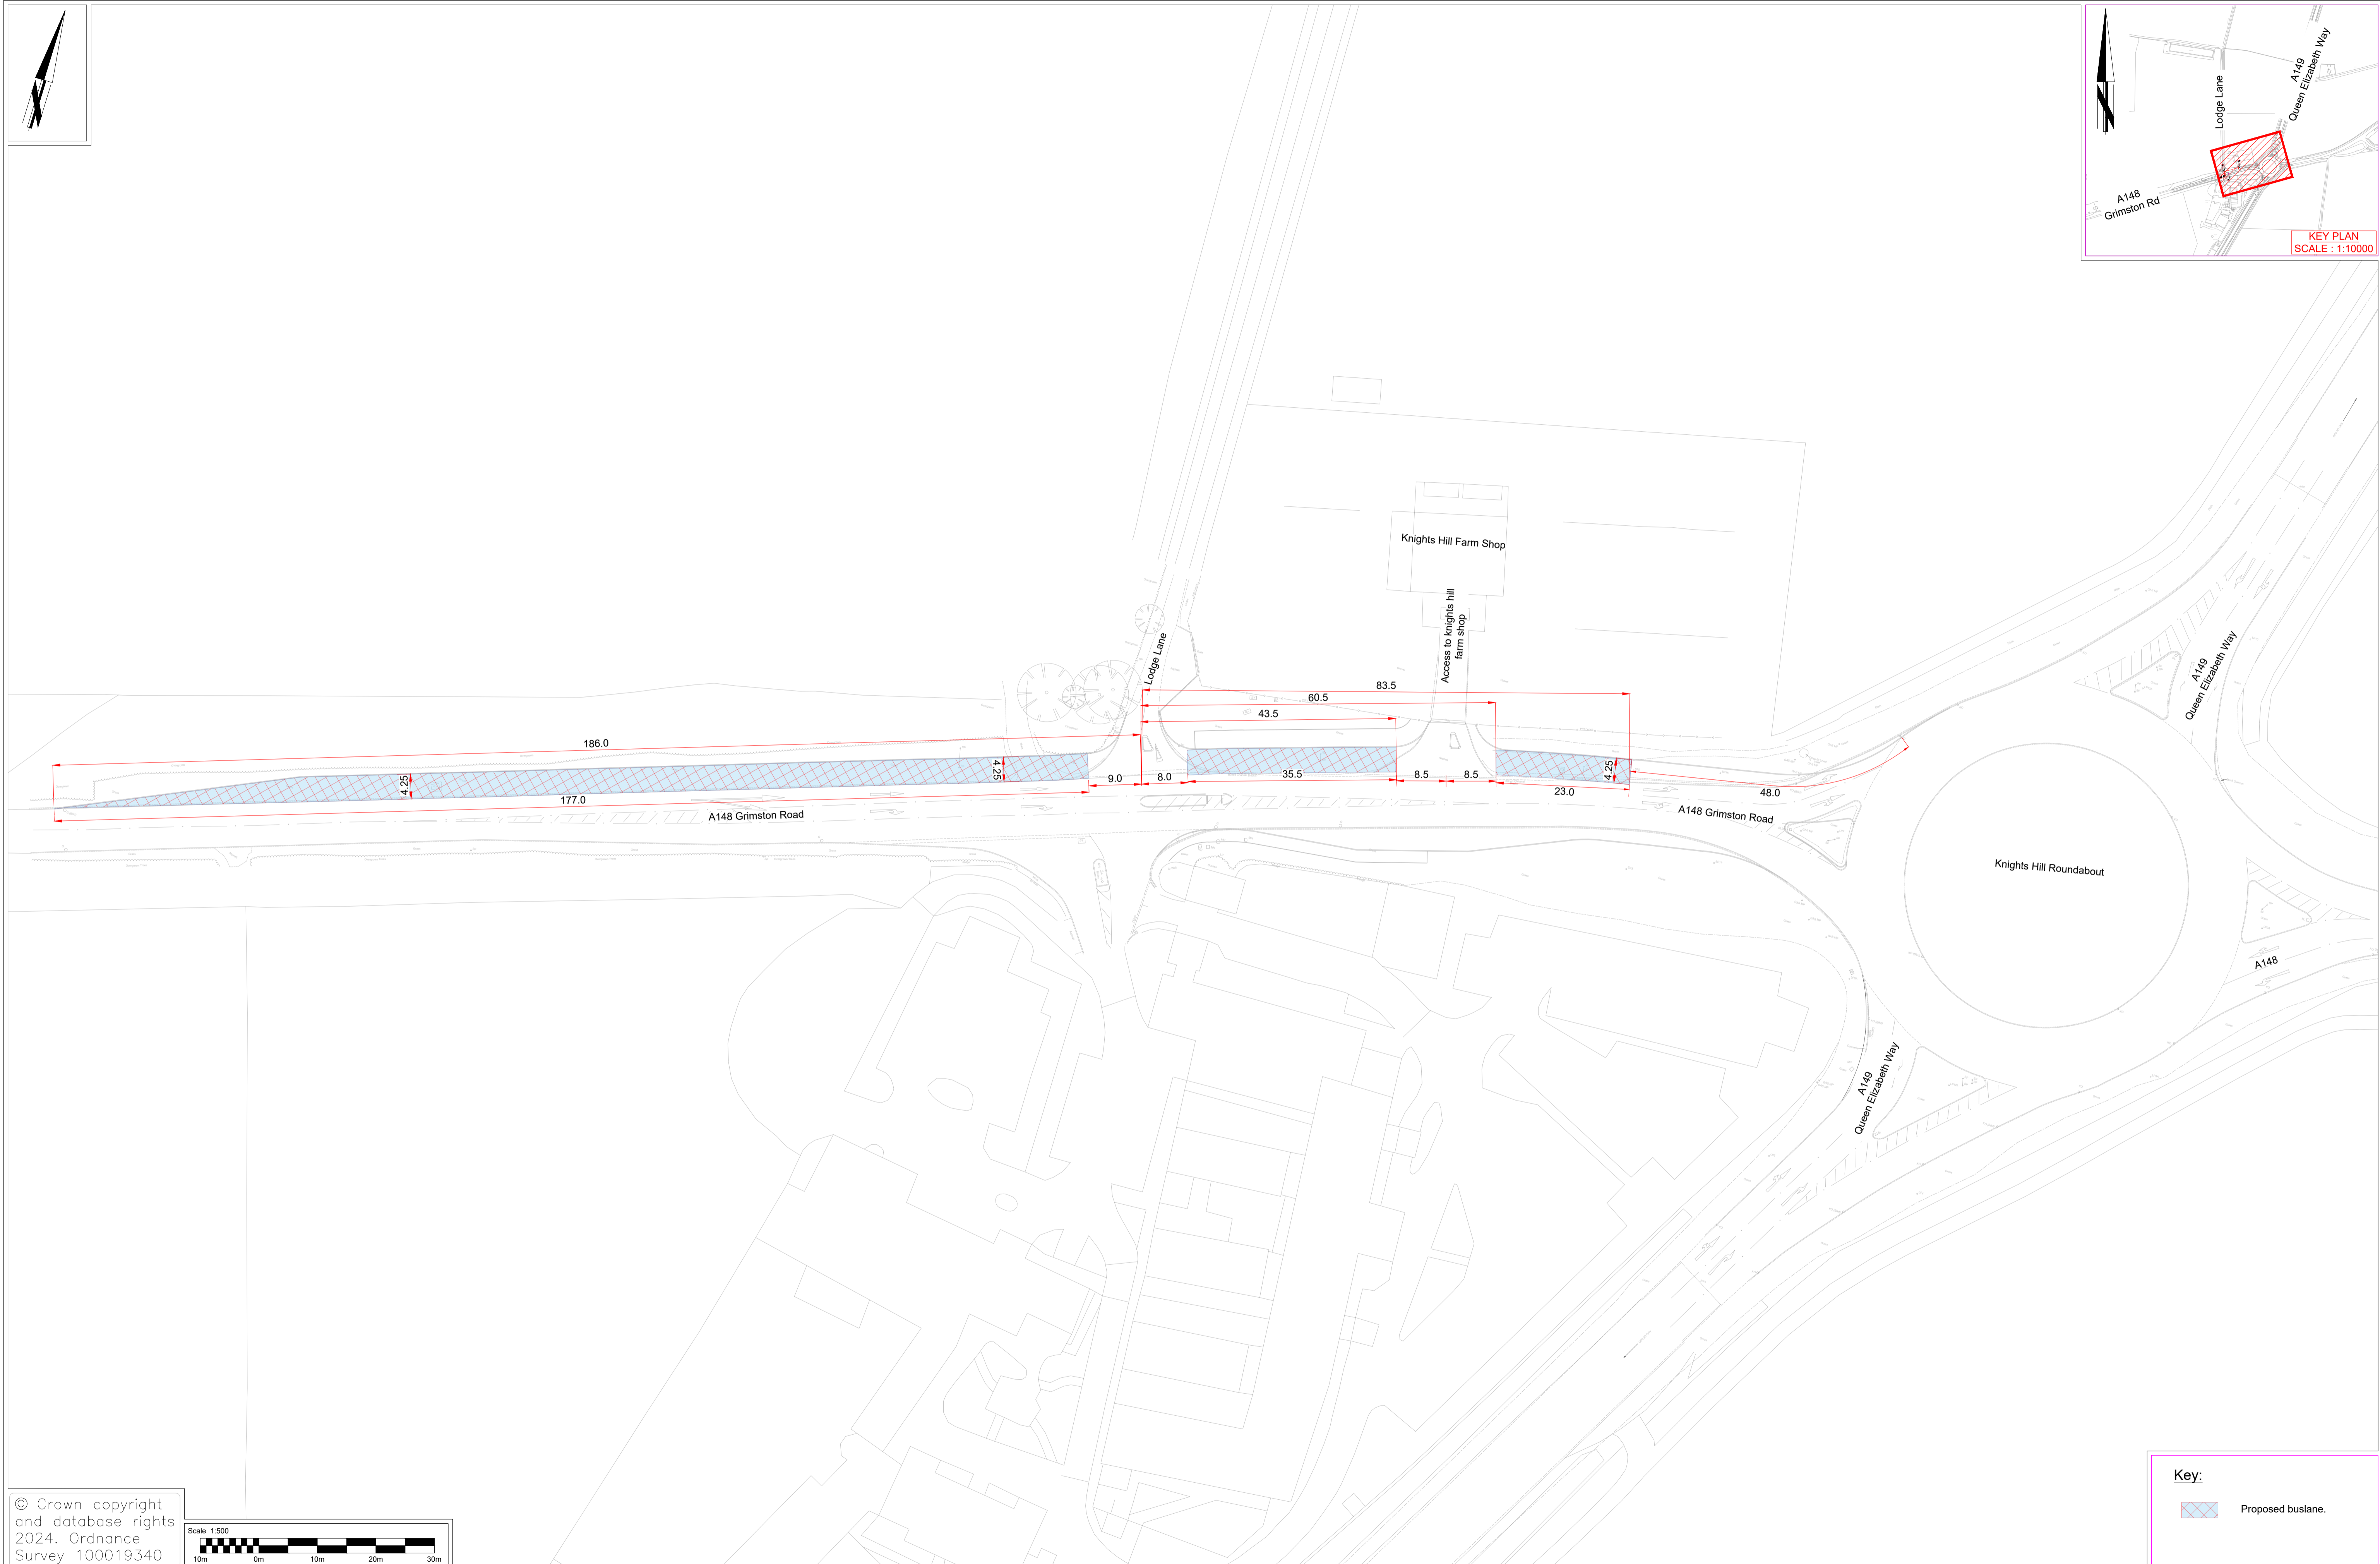 N
N
Lodge Lane
A149
Queen Elizabeth Way
A148
Grimston Rd
KEY PLAN
SCALE : 1:10000
Knights Hill Farm Shop
Access to knights hill
farm shop
Lodge Lane
83.5
60.5
43.5
186.0
4.25
4.25
177.0
9.0
8.0
35.5
8.5
8.5
4.25
23.0
48.0
A148 Grimston Road
A148 Grimston Road
A149
Queen Elizabeth Way
Knights Hill Roundabout
A148
A149
Queen Elizabeth Way
© Crown copyright
and database rights
2024. Ordnance
Survey 100019340
Scale 1:500
10m 0m 10m 20m 30m
Key:
Proposed buslane.